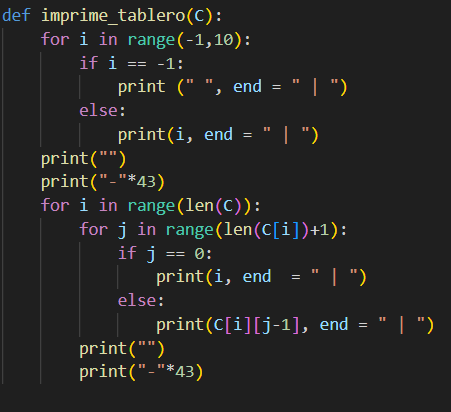 def imprime_tablero(C):
    for i in range(-1,10):
        if i == -1:
            print (" ", end = " | ")
        else:
            print(i, end = " | ")
    print("")
    print("-"*43)
    for i in range(len(C)):
        for j in range(len(C[i])+1):
            if j == 0:
                print(i, end  = " | ")
            else:
                print(C[i][j-1], end = " | ")
        print("")
        print("-"*43)